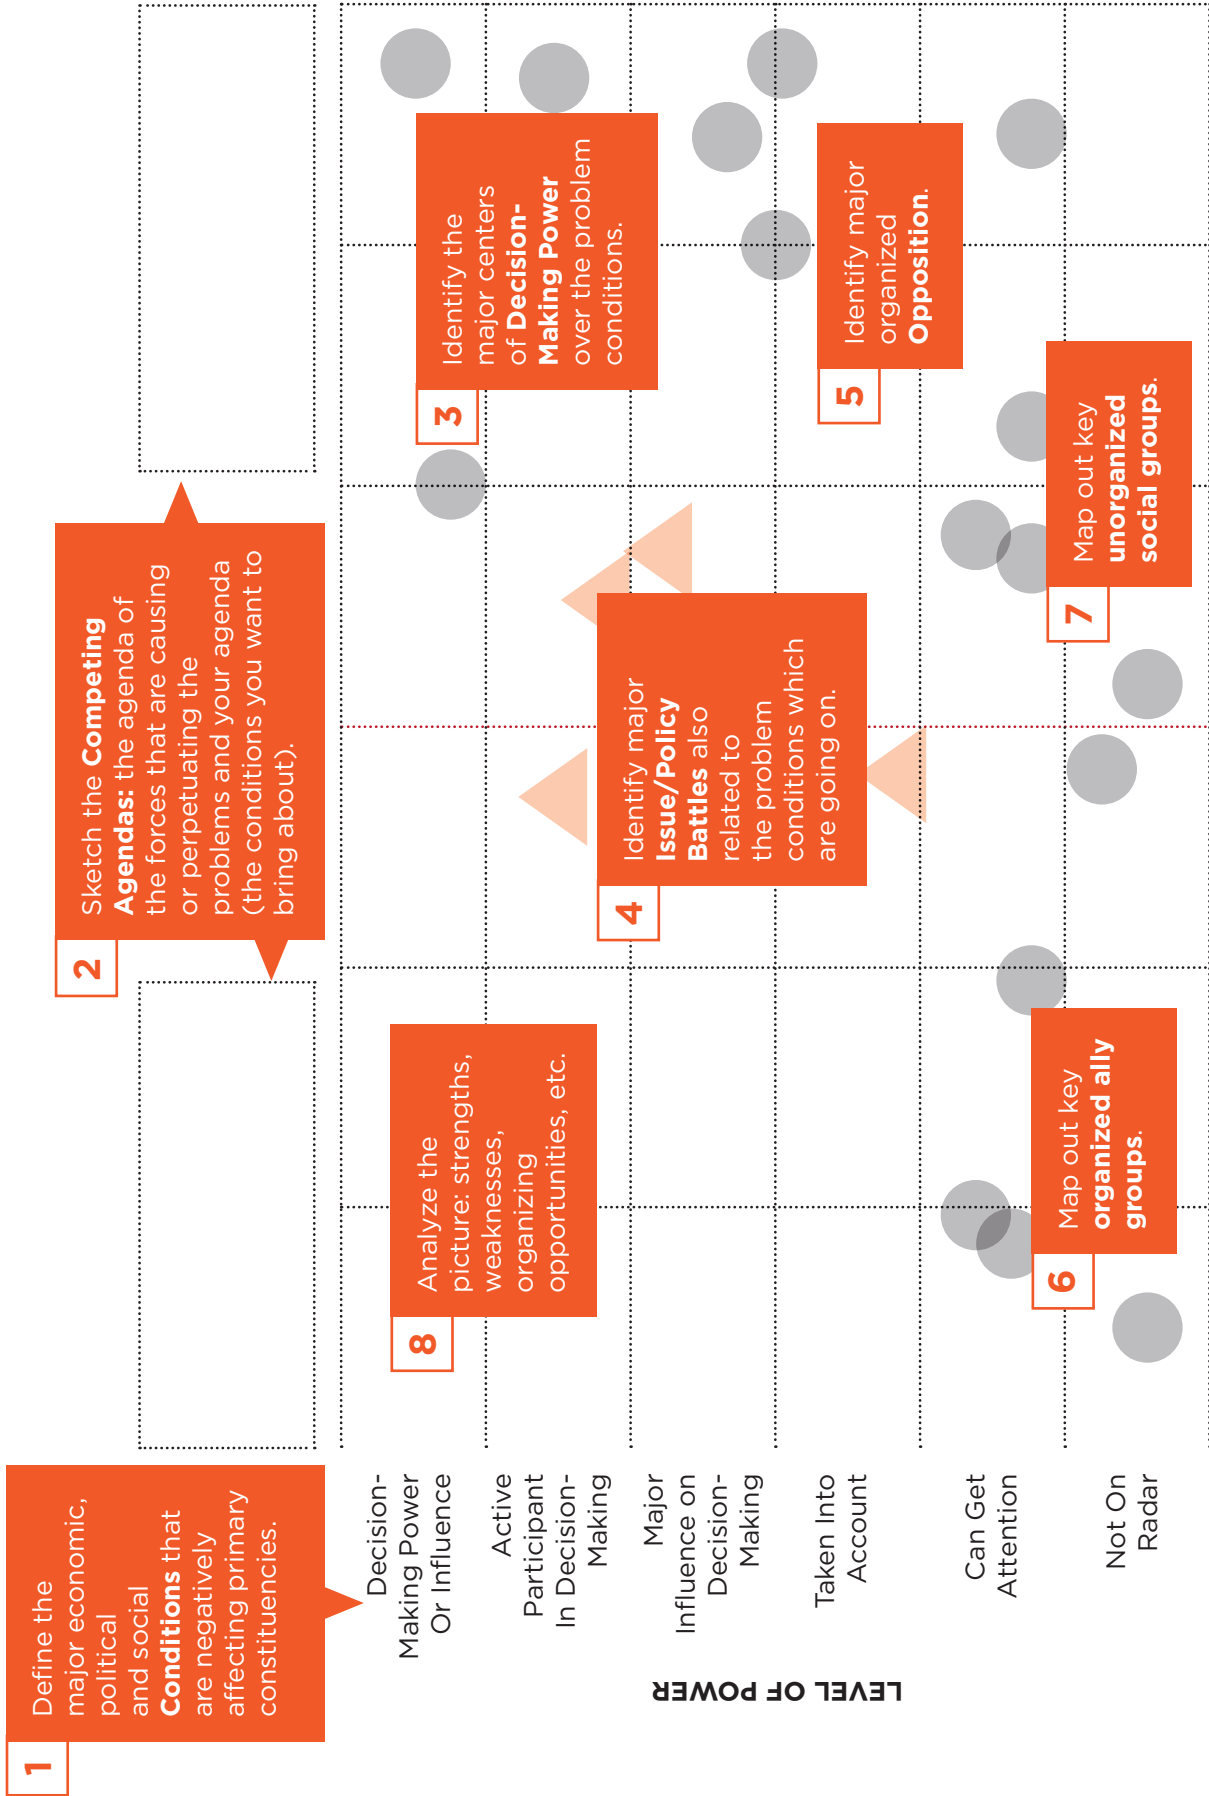 1
Define the
major economic,
political
and social
Conditions that
are negatively
affecting primary
constituencies.
2
Sketch the Competing
Agendas: the agenda of
the forces that are causing
or perpetuating the
problems and your agenda
(the conditions you want to
bring about).
3
Identify the
major centers
of Decision-
Making Power
over the problem
conditions.
4
Identify major
Issue/Policy
Battles also
related to
the problem
conditions which
are going on.
5
Identify major
organized
Opposition.
6
Map out key
organized ally
groups.
7
Map out key
unorganized
social groups.
8
Analyze the
picture: strengths,
weaknesses,
organizing
opportunities, etc.
LEVEL OF POWER
Decision-
Making Power
Or Influence
Active
Participant
In Decision-
Making
Major
Influence on
Decision-
Making
Taken Into
Account
Can Get
Attention
Not On
Radar